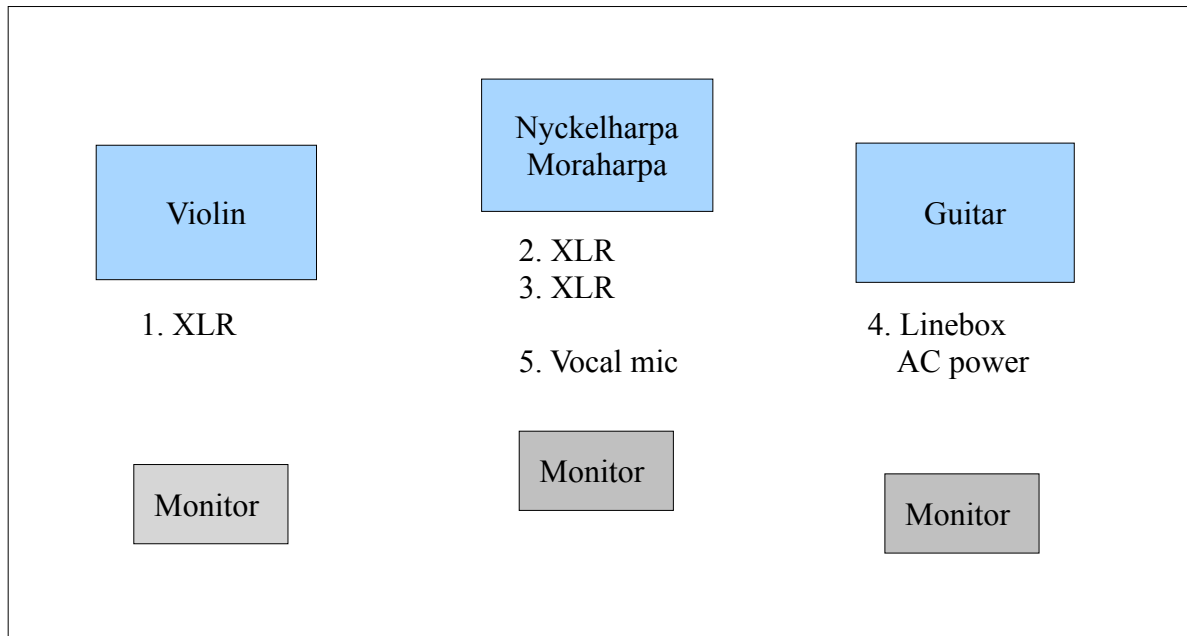 Nyckelharpa
Moraharpa
Violin
Guitar
2. XLR
3. XLR
1. XLR
4. Linebox
AC power
5. Vocal mic
Monitor
Monitor
Monitor